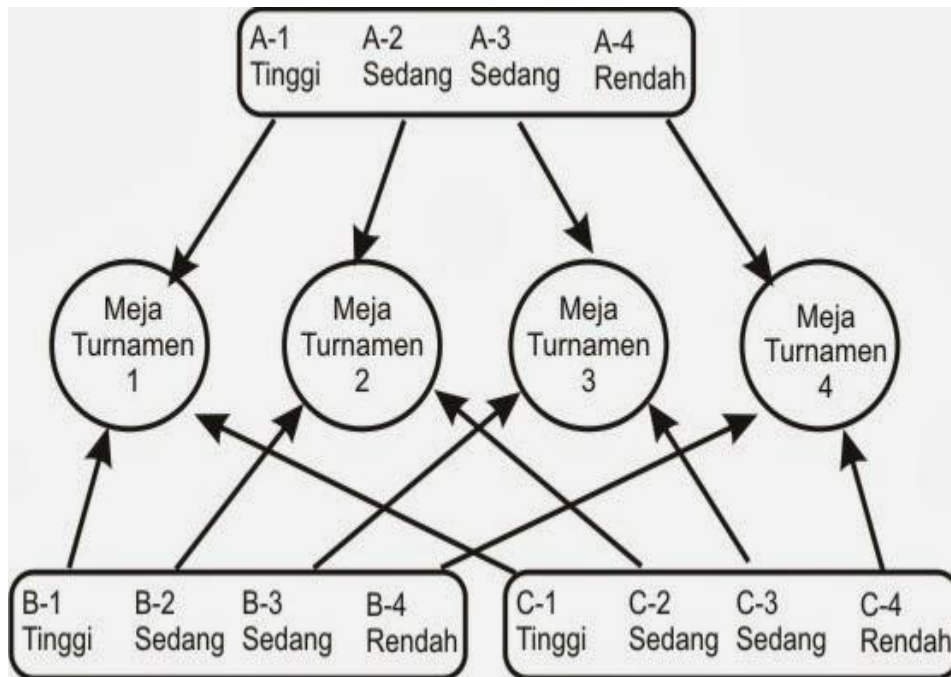 A-1 A-2 A-3 A-4
Tinggi Sedang Sedang Rendah
Meja
Turnamen
1
Meja
Turnamen
2
Meja
Turnamen
3
Meja
Turnamen
4
B-1 B-2 B-3 B-4
Tinggi Sedang Sedang Rendah
C-1 C-2 C-3 C-4
Tinggi Sedang Sedang Rendah